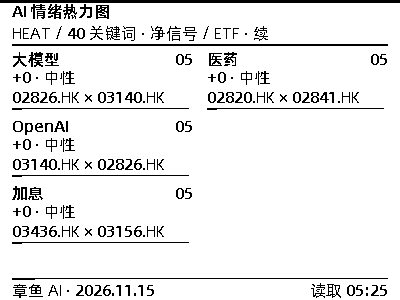 AI 情绪热力图
HEAT / 40 关键词 · 净信号 / ETF · 续
大模型 05
+0 · 中性
02826.HK × 03140.HK
医药 05
+0 · 中性
02820.HK × 02841.HK
OpenAI 05
+0 · 中性
03140.HK × 02826.HK
加息 05
+0 · 中性
03436.HK × 03156.HK
章鱼 AI · 2026.11.15 读取 05:25